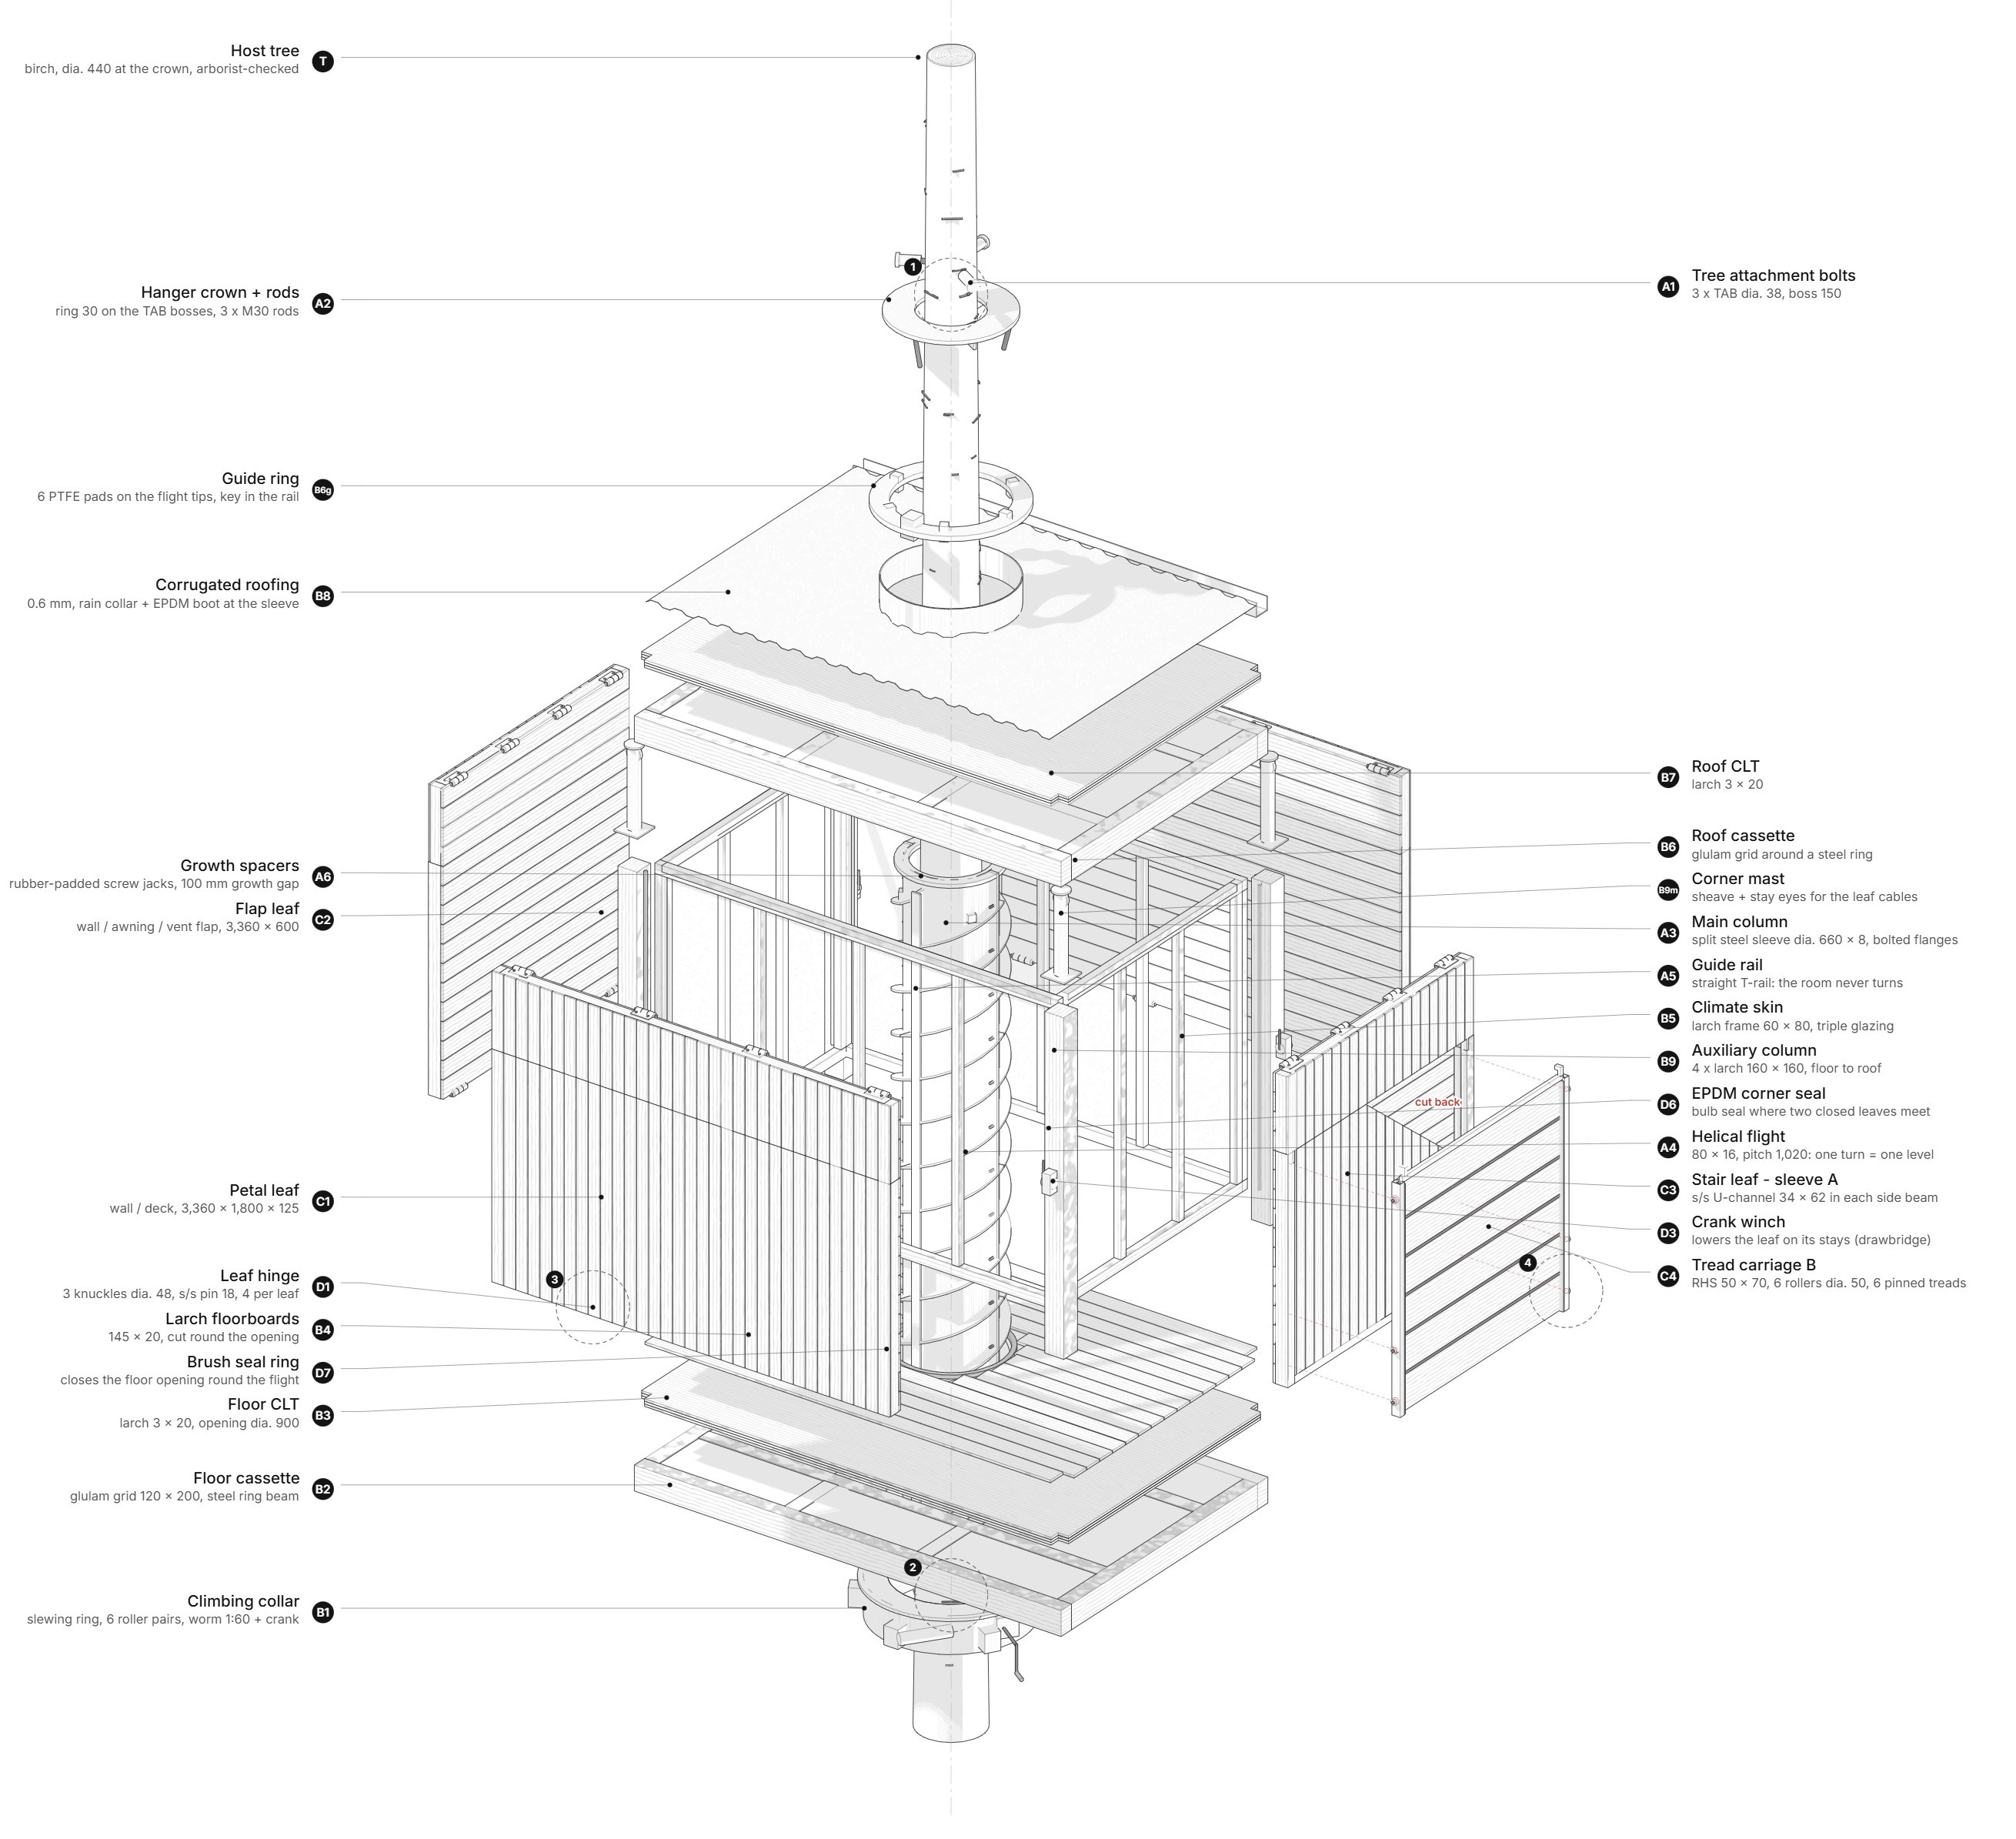 Host tree
birch, dia. 440 at the crown, arborist-checked
T
1
Hanger crown + rods
ring 30 on the TAB bosses, 3 x M30 rods
A2
A1
Tree attachment bolts
3 x TAB dia. 38, boss 150
Guide ring
6 PTFE pads on the flight tips, key in the rail
B6g
Corrugated roofing
0.6 mm, rain collar + EPDM boot at the sleeve
B8
B7
Roof CLT
larch 3 × 20
B6
Roof cassette
glulam grid around a steel ring
Growth spacers
rubber-padded screw jacks, 100 mm growth gap
A6
B9m
Corner mast
sheave + stay eyes for the leaf cables
Flap leaf
wall / awning / vent flap, 3,360 × 600
C2
A3
Main column
split steel sleeve dia. 660 × 8, bolted flanges
A5
Guide rail
straight T-rail: the room never turns
B5
Climate skin
larch frame 60 × 80, triple glazing
B9
Auxiliary column
4 x larch 160 × 160, floor to roof
cut back
D6
EPDM corner seal
bulb seal where two closed leaves meet
A4
Helical flight
80 × 16, pitch 1,020: one turn = one level
Petal leaf
wall / deck, 3,360 × 1,800 × 125
C1
C3
Stair leaf - sleeve A
s/s U-channel 34 × 62 in each side beam
D3
Crank winch
lowers the leaf on its stays (drawbridge)
4
C4
Tread carriage B
RHS 50 × 70, 6 rollers dia. 50, 6 pinned treads
Leaf hinge
3 knuckles dia. 48, s/s pin 18, 4 per leaf
D1
3
Larch floorboards
145 × 20, cut round the opening
B4
Brush seal ring
closes the floor opening round the flight
D7
Floor CLT
larch 3 × 20, opening dia. 900
B3
Floor cassette
glulam grid 120 × 200, steel ring beam
B2
2
Climbing collar
slewing ring, 6 roller pairs, worm 1:60 + crank
B1